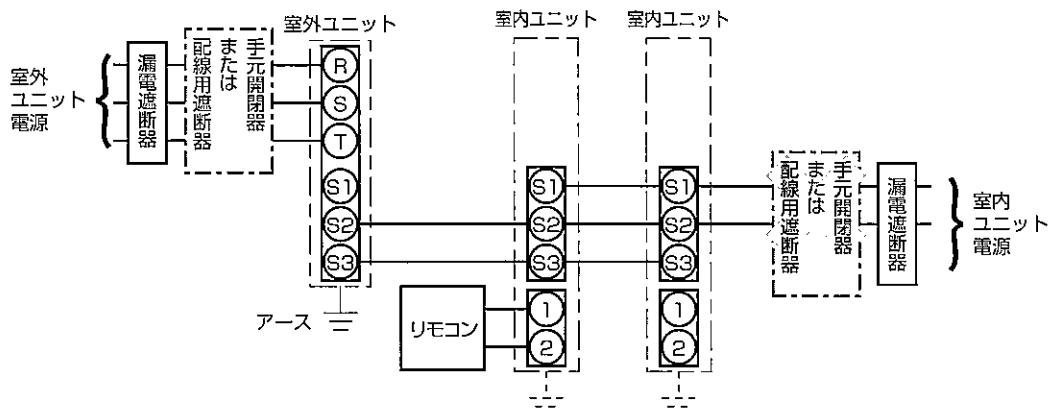 室外ユニット
室内ユニット
室内ユニット
室外
ユニット
電源
漏電遮断器
手元開閉器
または
配線用遮断器
R
S
T
S1
S2
S3
アース
リモコン
S1
S2
S3
1
2
S1
S2
S3
1
2
手元開閉器
または
配線用遮断器
漏電遮断器
室内
ユニット
電源